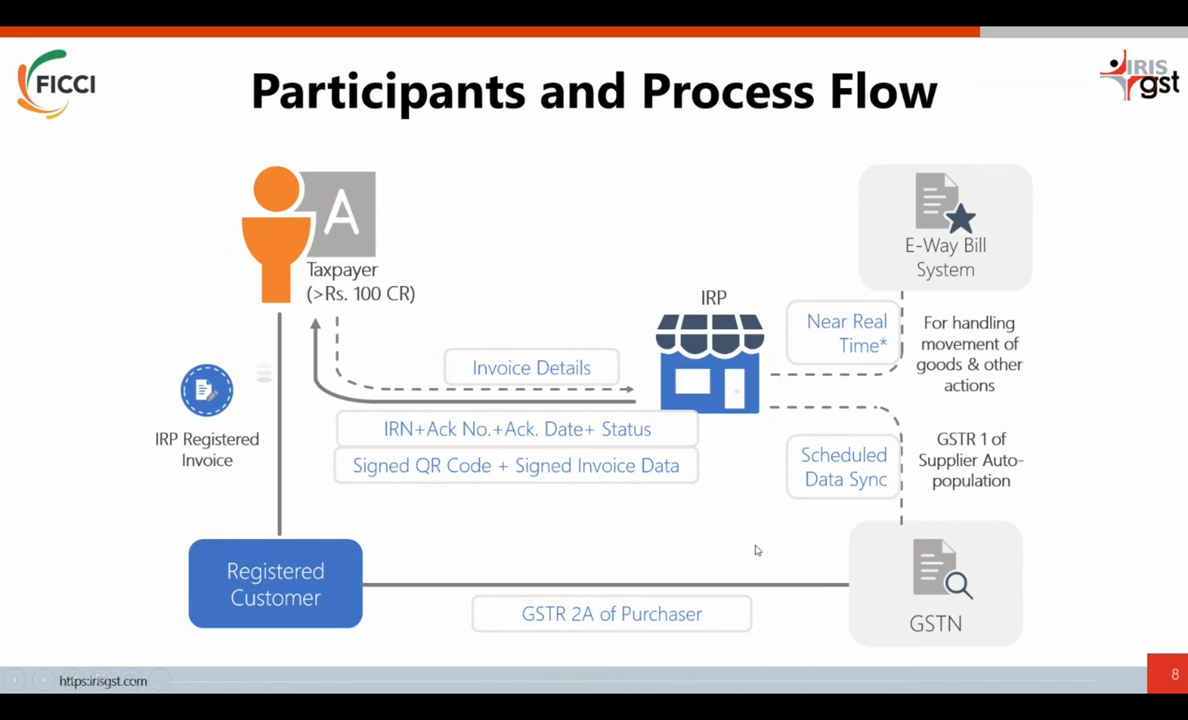 FICCI
Participants and Process Flow
IRIS
gst
A
Taxpayer
(>Rs. 100 CR)
IRP
E-Way Bill
System
Near Real
Time*
For handling
movement of
goods & other
actions
Invoice Details
IRP Registered
Invoice
IRN+Ack No.+Ack. Date+ Status
Signed QR Code + Signed Invoice Data
Scheduled
Data Sync
GSTR 1 of
Supplier Auto-
population
Registered
Customer
GSTR 2A of Purchaser
GSTN
https:irisgst.com
8